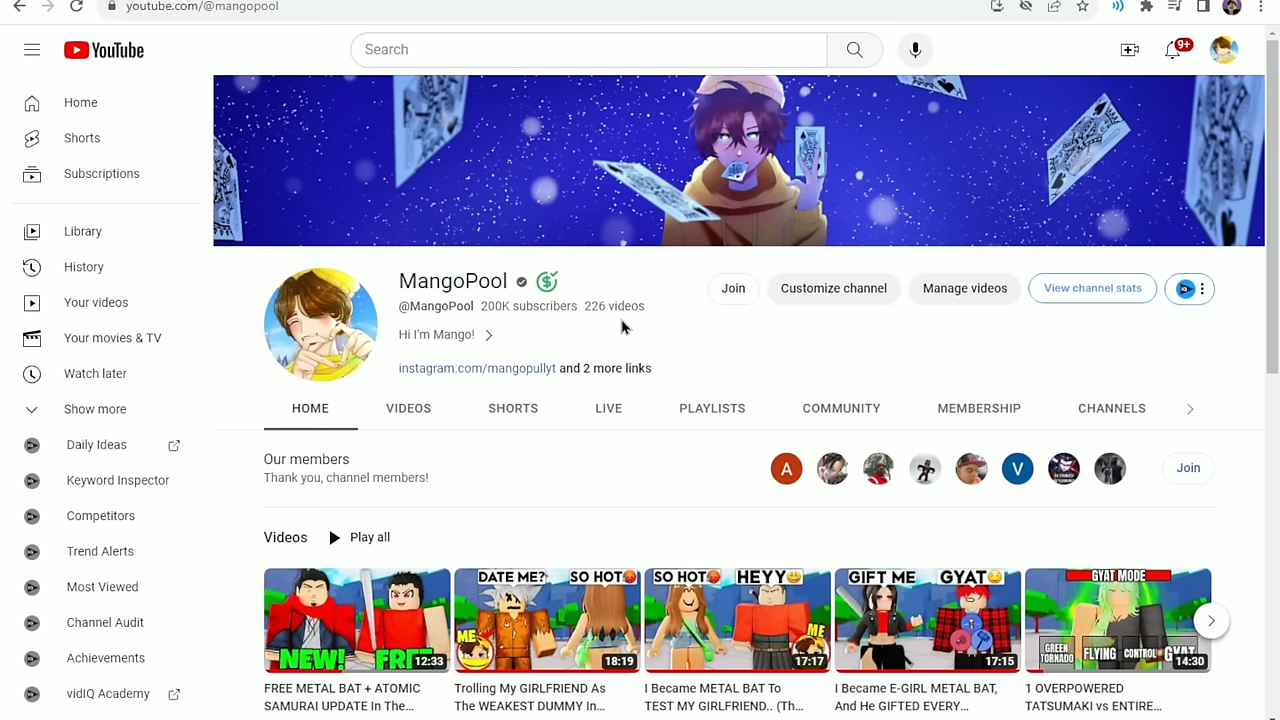 youtube.com/@mangopool
YouTube
Search
9+
Home
Shorts
Subscriptions
Library
History
Your videos
Your movies & TV
Watch later
Show more
Daily Ideas
Keyword Inspector
Competitors
Trend Alerts
Most Viewed
Channel Audit
Achievements
vidIQ Academy
MangoPool
@MangoPool 200K subscribers 226 videos
Hi I'm Mango!
instagram.com/mangopullyt and 2 more links
Join
Customize channel
Manage videos
View channel stats
HOME
VIDEOS
SHORTS
LIVE
PLAYLISTS
COMMUNITY
MEMBERSHIP
CHANNELS
Our members
Thank you, channel members!
A
V
Join
Videos
Play all
NEW! FREE
12:33
FREE METAL BAT + ATOMIC
SAMURAI UPDATE In The...
DATE ME? SO HOT
ME
18:19
Trolling My GIRLFRIEND As
The WEAKEST DUMMY In...
SO HOT HEYY
ME
17:17
I Became METAL BAT To
TEST MY GIRLFRIEND.. (Th...
GIFT ME GYAT
17:15
I Became E-GIRL METAL BAT,
And He GIFTED EVERY...
GYAT MODE
GREEN
TORNADO
FLYING
CONTROL
GYAT
14:30
1 OVERPOWERED
TATSUMAKI vs ENTIRE...